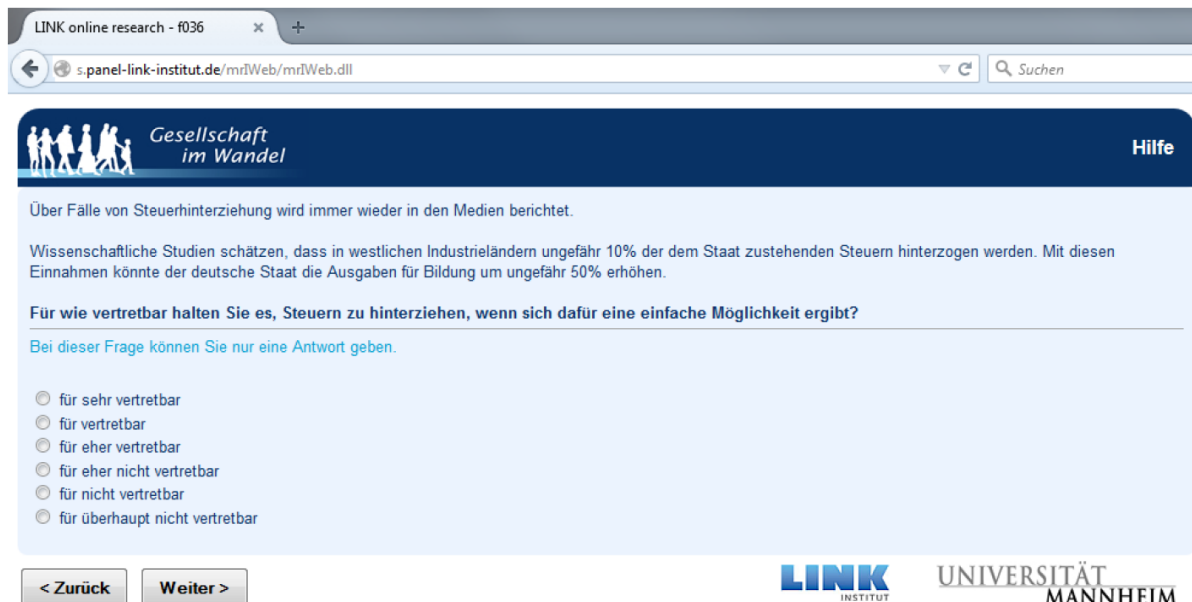 LINK online research - f036
s.panel-link-institut.de/mrIWeb/mrIWeb.dll
Suchen
Gesellschaft
im Wandel
Hilfe
Über Fälle von Steuerhinterziehung wird immer wieder in den Medien berichtet.
Wissenschaftliche Studien schätzen, dass in westlichen Industrieländern ungefähr 10% der dem Staat zustehenden Steuern hinterzogen werden. Mit diesen
Einnahmen könnte der deutsche Staat die Ausgaben für Bildung um ungefähr 50% erhöhen.
Für wie vertretbar halten Sie es, Steuern zu hinterziehen, wenn sich dafür eine einfache Möglichkeit ergibt?
Bei dieser Frage können Sie nur eine Antwort geben.
für sehr vertretbar
für vertretbar
für eher vertretbar
für eher nicht vertretbar
für nicht vertretbar
für überhaupt nicht vertretbar
< Zurück
Weiter >
LINK
INSTITUT
UNIVERSITÄT
MANNHEIM